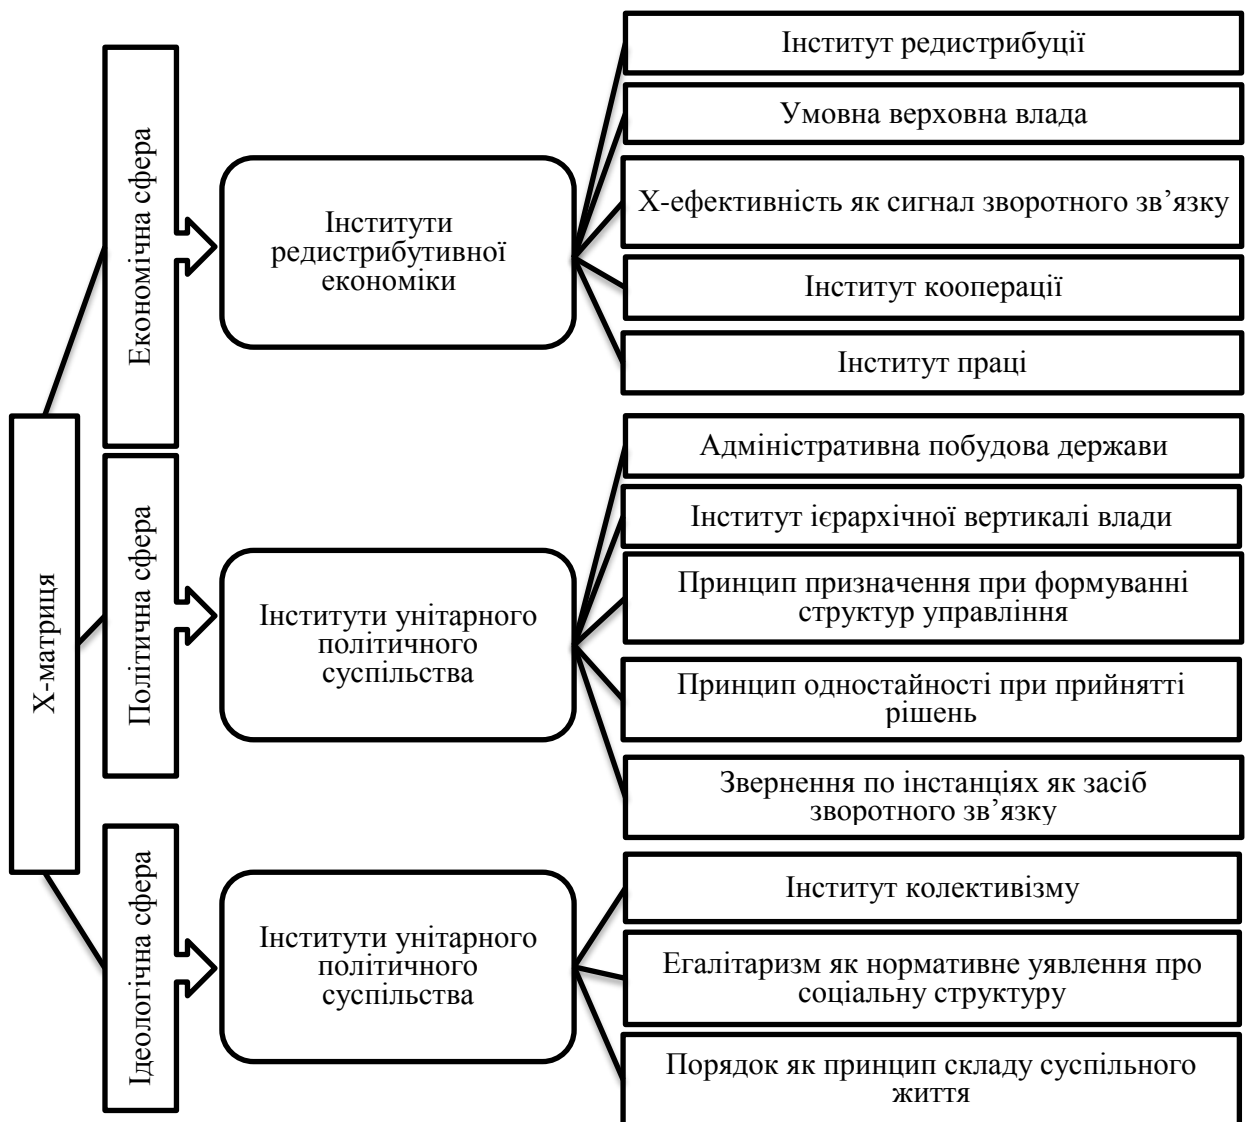 Х-матриця
Економічна сфера
Інститути
редистрибутивної
економіки
Інститут редистрибуції
Умовна верховна влада
Х-ефективність як сигнал зворотного зв’язку
Інститут кооперації
Інститут праці
Політична сфера
Інститути унітарного
політичного
суспільства
Адміністративна побудова держави
Інститут ієрархічної вертикалі влади
Принцип призначення при формуванні
структур управління
Принцип одностайності при прийнятті
рішень
Звернення по інстанціях як засіб
зворотного зв’язку
Ідеологічна сфера
Інститути унітарного
політичного
суспільства
Інститут колективізму
Егалітаризм як нормативне уявлення про
соціальну структуру
Порядок як принцип складу суспільного
життя